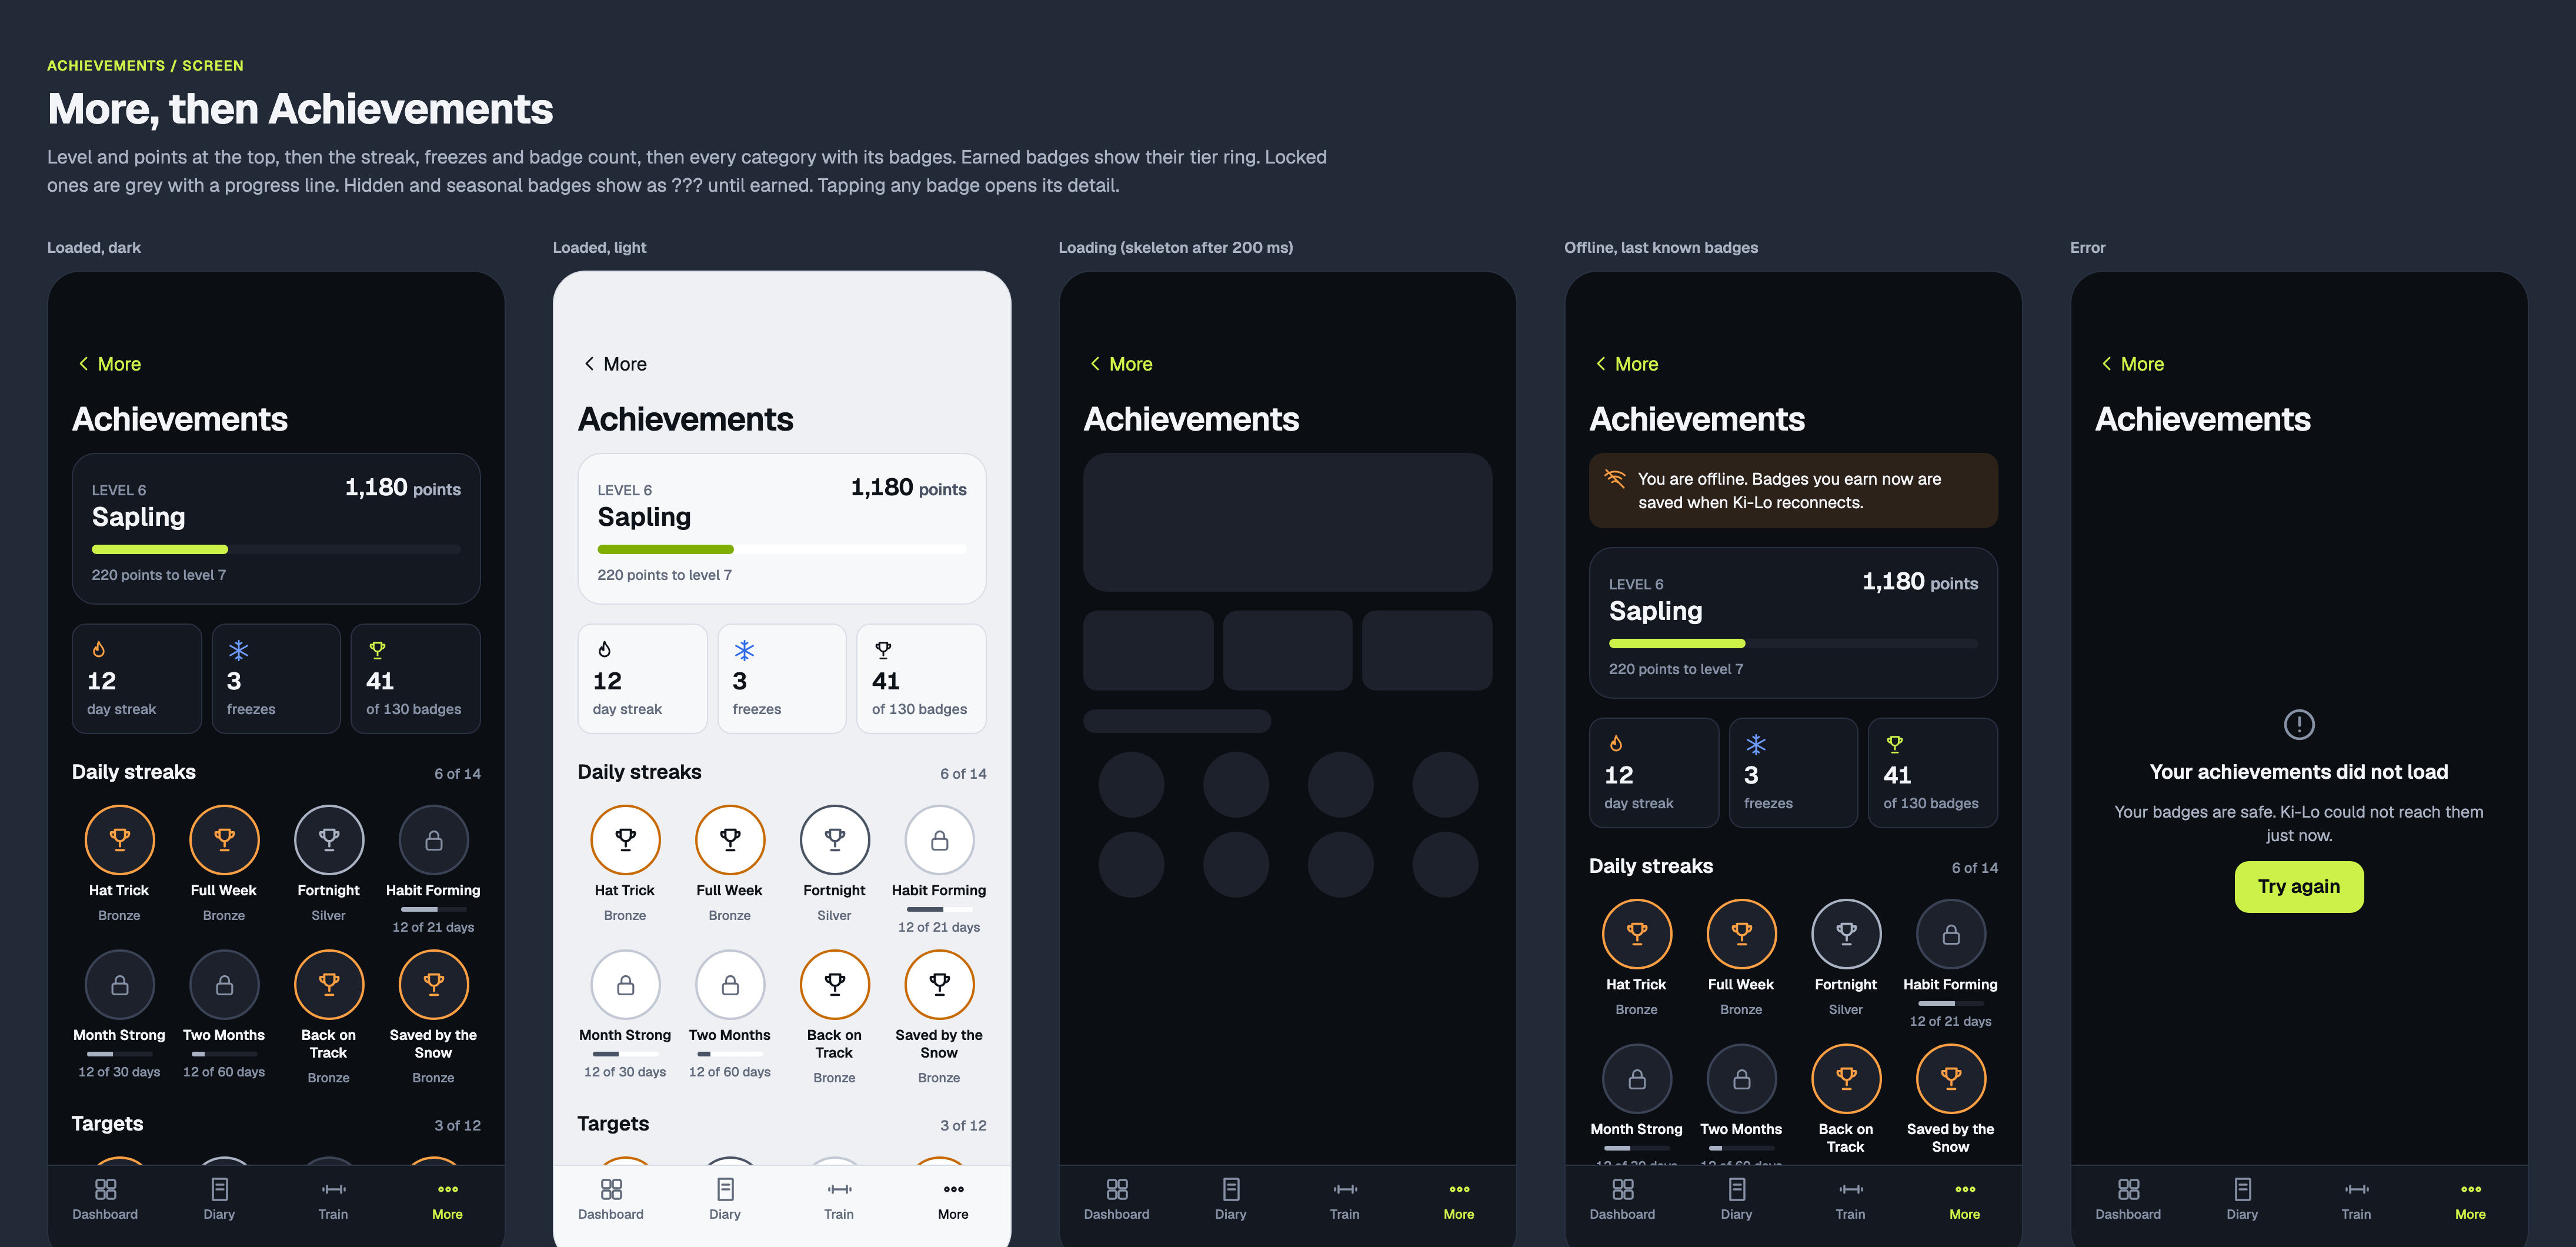 ACHIEVEMENTS / SCREEN
More, then Achievements
Level and points at the top, then the streak, freezes and badge count, then every category with its badges. Earned badges show their tier ring. Locked
ones are grey with a progress line. Hidden and seasonal badges show as ??? until earned. Tapping any badge opens its detail.
Loaded, dark
More
Achievements
LEVEL 6
1,180 points
Sapling
220 points to level 7
12
day streak
3
freezes
41
of 130 badges
Daily streaks
6 of 14
Hat Trick
Bronze
Full Week
Bronze
Fortnight
Silver
Habit Forming
12 of 21 days
Month Strong
12 of 30 days
Two Months
12 of 60 days
Back on
Track
Bronze
Saved by the
Snow
Bronze
Targets
3 of 12
Dashboard
Diary
Train
More
Loaded, light
More
Achievements
LEVEL 6
1,180 points
Sapling
220 points to level 7
12
day streak
3
freezes
41
of 130 badges
Daily streaks
6 of 14
Hat Trick
Bronze
Full Week
Bronze
Fortnight
Silver
Habit Forming
12 of 21 days
Month Strong
12 of 30 days
Two Months
12 of 60 days
Back on
Track
Bronze
Saved by the
Snow
Bronze
Targets
3 of 12
Dashboard
Diary
Train
More
Loading (skeleton after 200 ms)
More
Achievements
Dashboard
Diary
Train
More
Offline, last known badges
More
Achievements
You are offline. Badges you earn now are
saved when Ki-Lo reconnects.
LEVEL 6
1,180 points
Sapling
220 points to level 7
12
day streak
3
freezes
41
of 130 badges
Daily streaks
6 of 14
Hat Trick
Bronze
Full Week
Bronze
Fortnight
Silver
Habit Forming
12 of 21 days
Month Strong
Two Months
Back on
Track
Saved by the
Snow
Dashboard
Diary
Train
More
Error
More
Achievements
Your achievements did not load
Your badges are safe. Ki-Lo could not reach them
just now.
Try again
Dashboard
Diary
Train
More